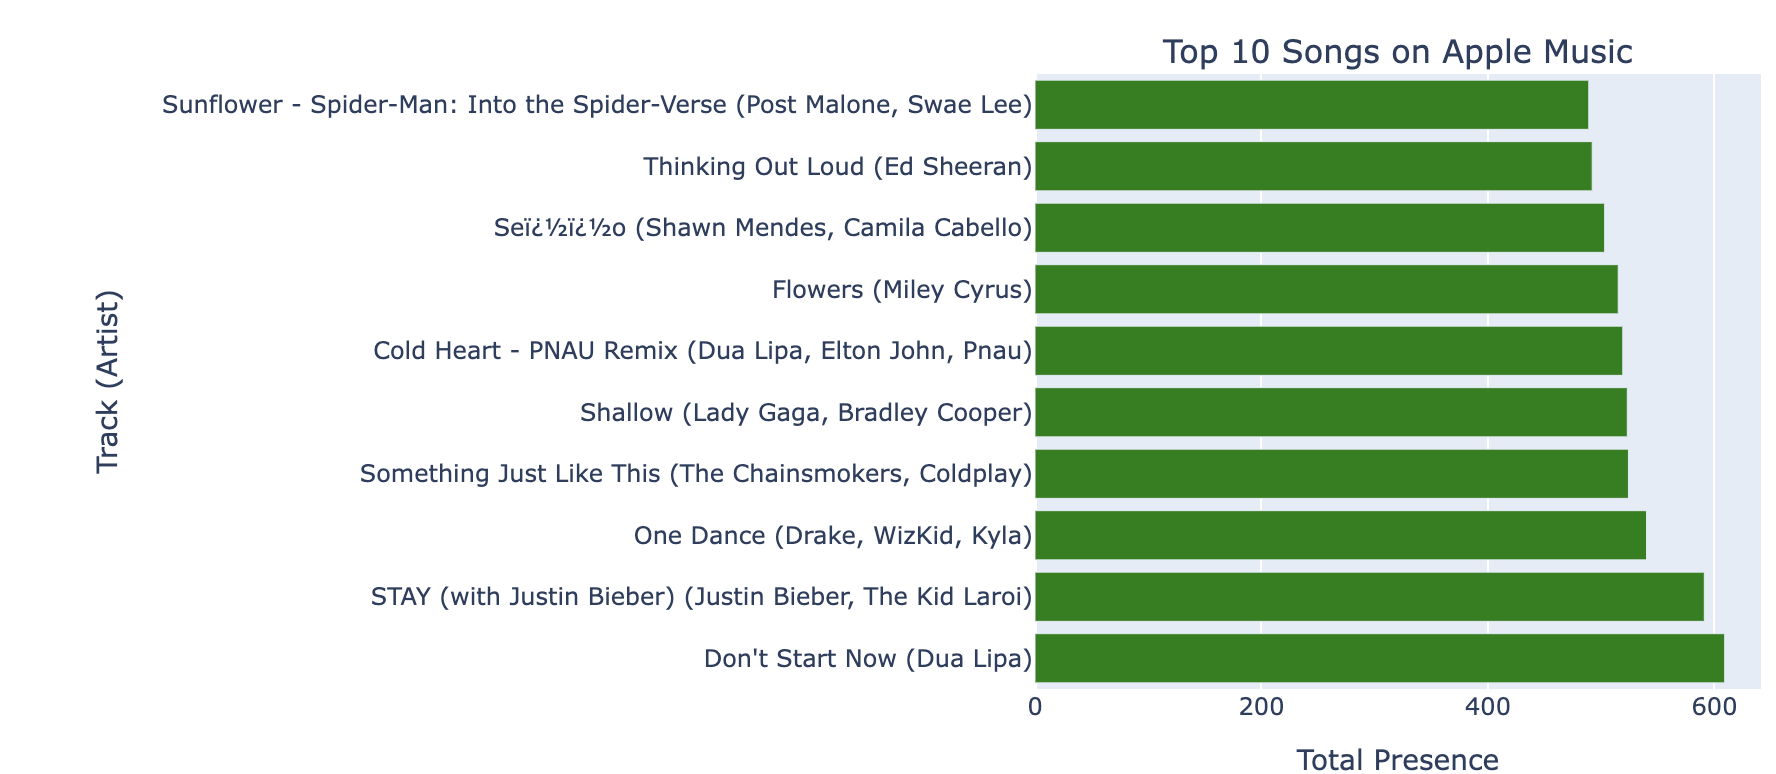 Top 10 Songs on Apple Music
Sunflower - Spider-Man: Into the Spider-Verse (Post Malone, Swae Lee)
Thinking Out Loud (Ed Sheeran)
Seï¿½ï¿½o (Shawn Mendes, Camila Cabello)
Flowers (Miley Cyrus)
Cold Heart - PNAU Remix (Dua Lipa, Elton John, Pnau)
Shallow (Lady Gaga, Bradley Cooper)
Something Just Like This (The Chainsmokers, Coldplay)
One Dance (Drake, WizKid, Kyla)
STAY (with Justin Bieber) (Justin Bieber, The Kid Laroi)
Don't Start Now (Dua Lipa)
Track (Artist)
0 200 400 600
Total Presence